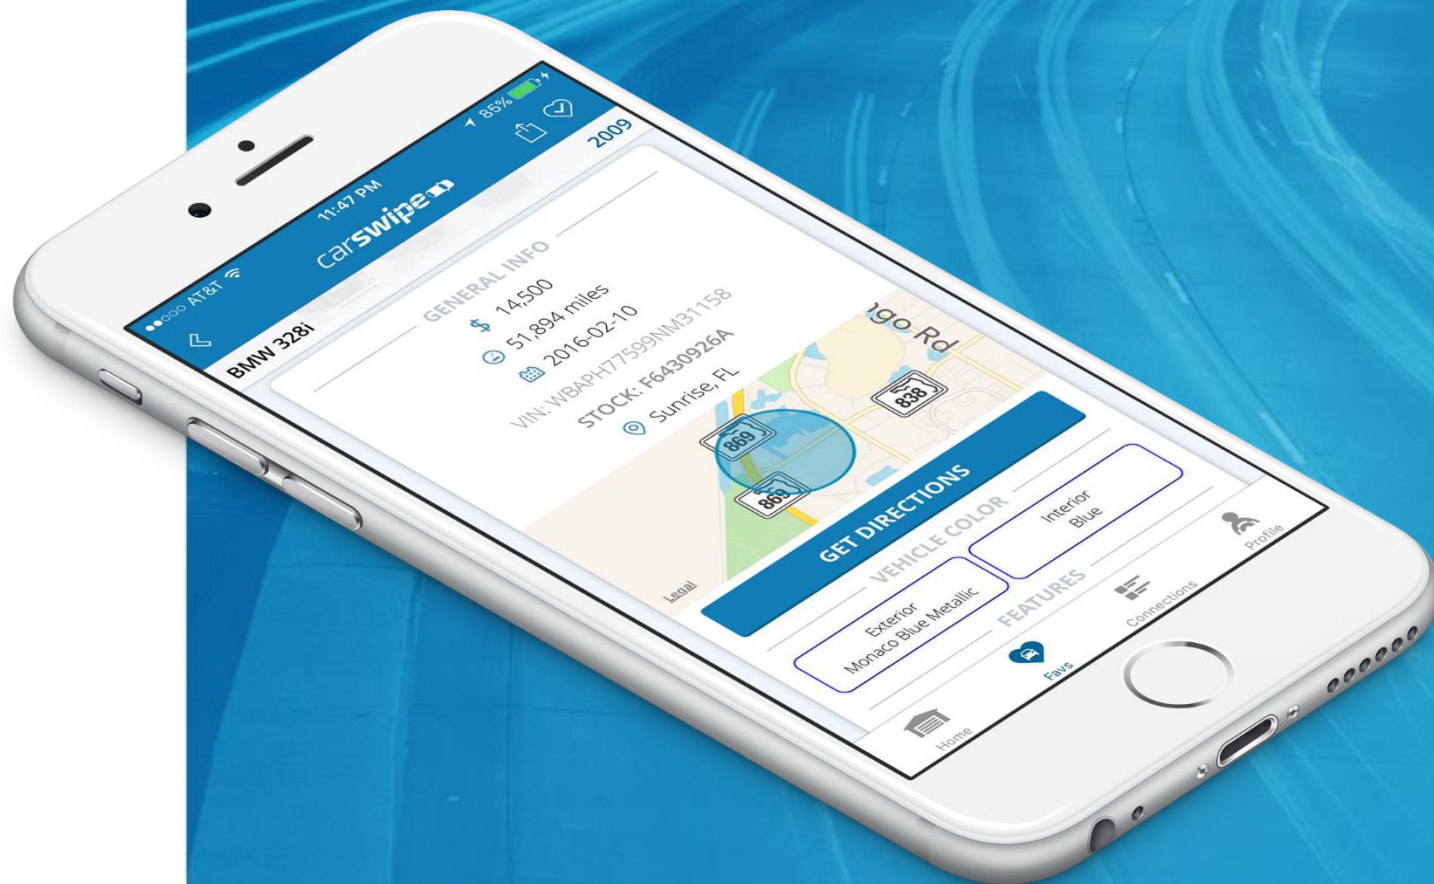 ●●○○○ AT&T 11:47 PM 85%
carswipe
BMW 328i 2009
GENERAL INFO
$ 14,500
51,894 miles
2016-02-10
VIN: WBAPH77599NM31158
STOCK: F6430926A
Sunrise, FL
869
869
838
Rd
Legal
GET DIRECTIONS
VEHICLE COLOR
Exterior
Monaco Blue Metallic
Interior
Blue
FEATURES
Home
Favs
Connections
Profile